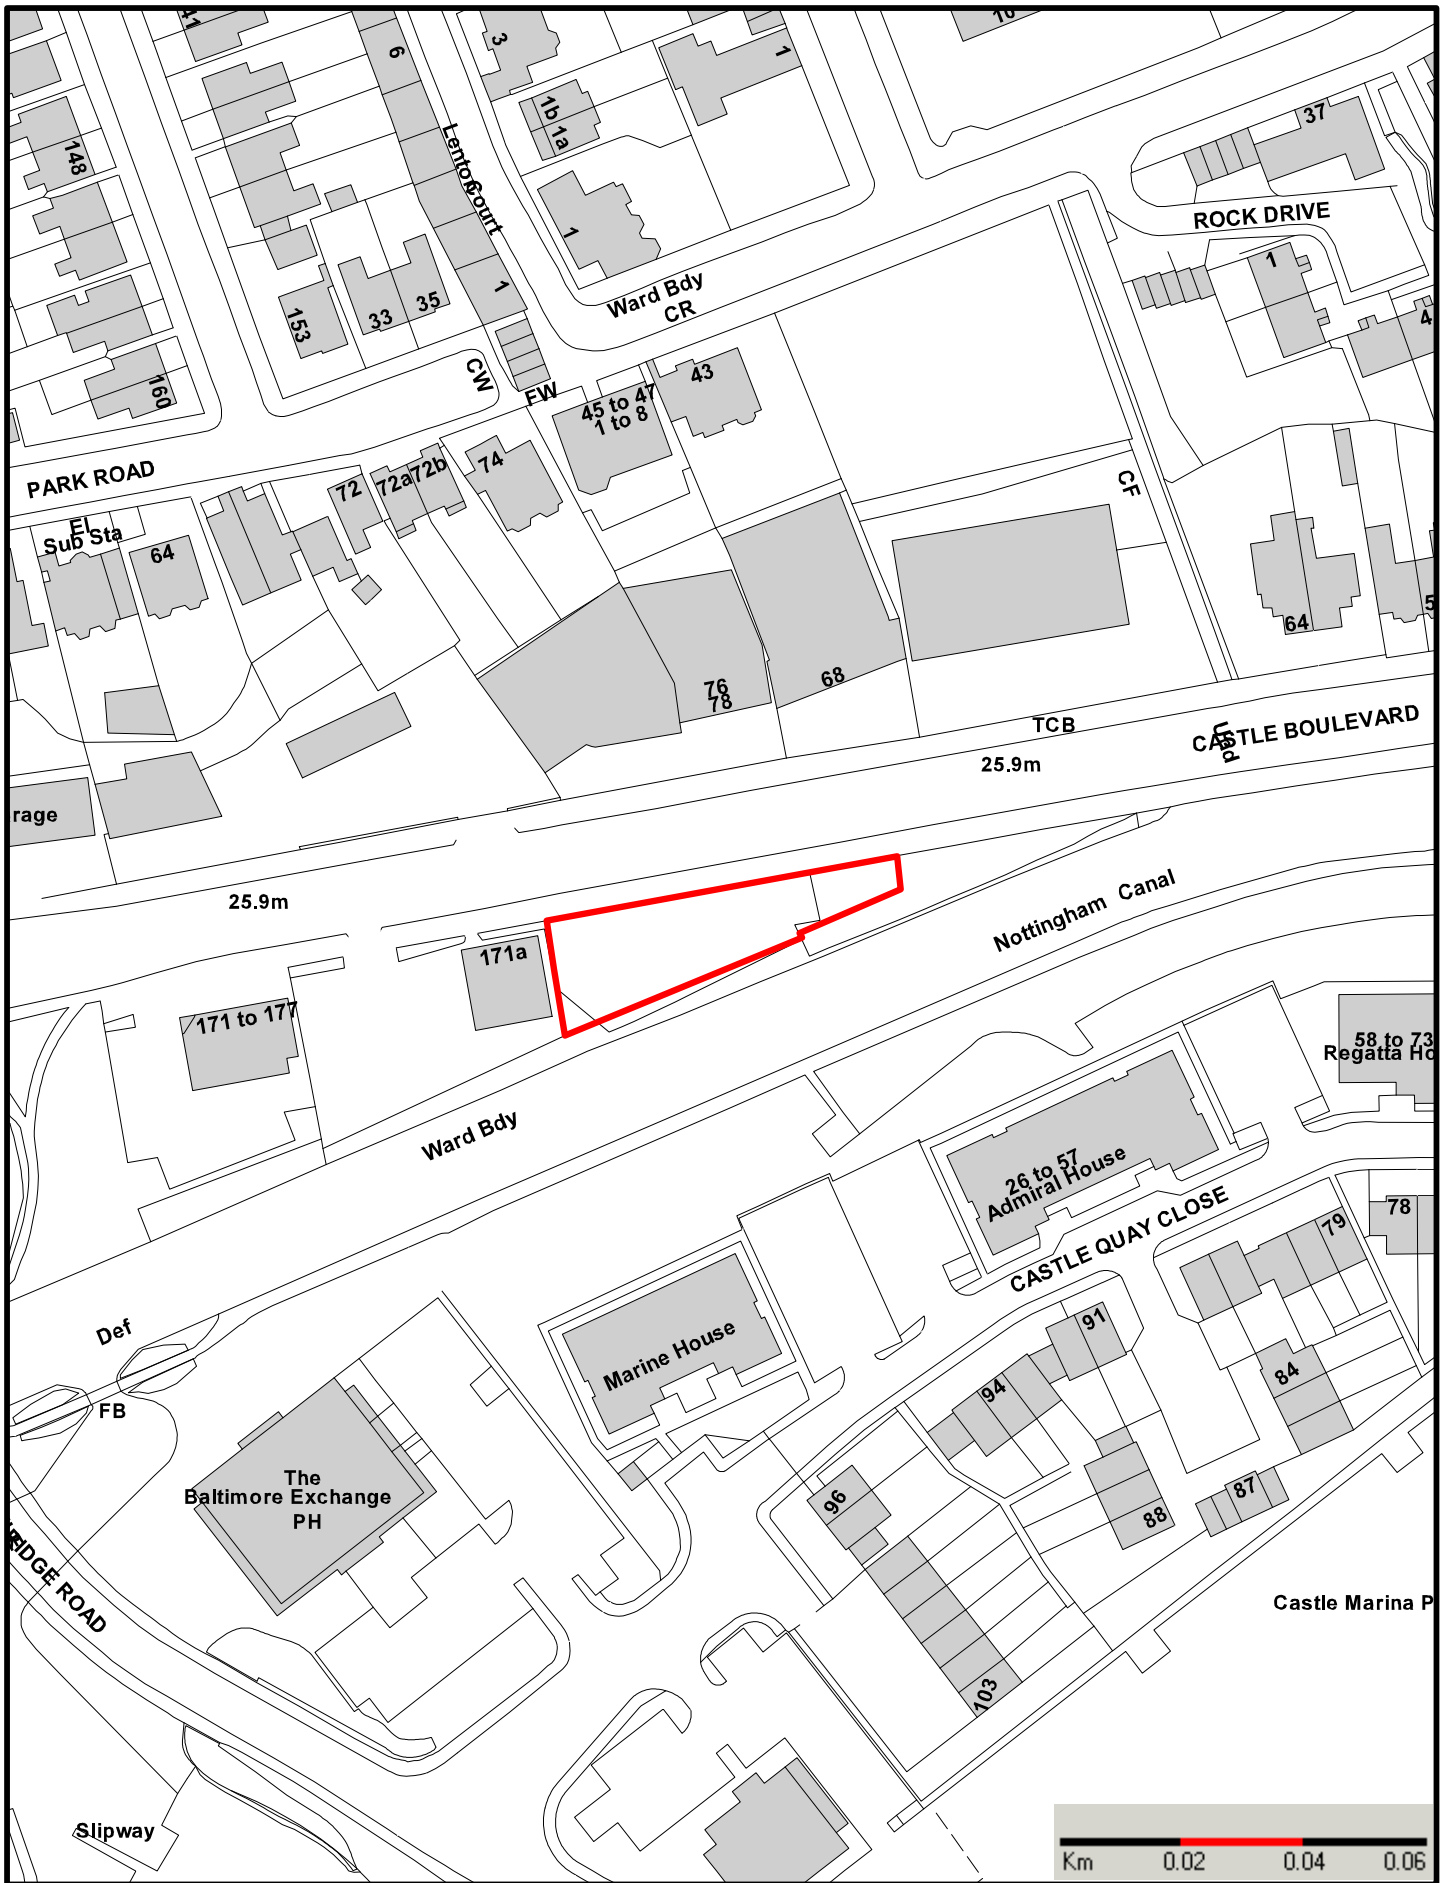 41
6
3
1
10
1b 1a
37
148
Lenton Court
ROCK DRIVE
1
1
1
Ward Bdy
CR
153
33
35
4
160
CW
FW
45 to 47
1 to 8
43
PARK ROAD
72
72a
72b
74
CF
El
Sub Sta
64
64
5
76
78
68
TCB
CASTLE BOULEVARD
Und
25.9m
rage
25.9m
Nottingham Canal
171a
171 to 177
58 to 73
Regatta Ho
Ward Bdy
26 to 57
Admiral House
CASTLE QUAY CLOSE
78
79
Def
91
Marine House
94
84
FB
The
Baltimore Exchange
PH
96
87
88
IDGE ROAD
Castle Marina P
103
Slipway
Km 0.02 0.04 0.06